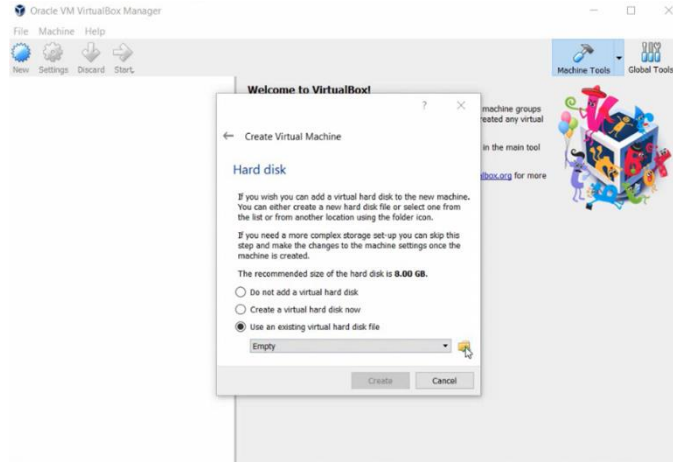 Oracle VM VirtualBox Manager
File Machine Help
New Settings Discard Start
Machine Tools Global Tools
Welcome to VirtualBox!
machine groups
eated any virtual
in the main tool
lbox.org for more
?
Create Virtual Machine
Hard disk
If you wish you can add a virtual hard disk to the new machine.
You can either create a new hard disk file or select one from
the list or from another location using the folder icon.
If you need a more complex storage set-up you can skip this
step and make the changes to the machine settings once the
machine is created.
The recommended size of the hard disk is 8.00 GB.
Do not add a virtual hard disk
Create a virtual hard disk now
Use an existing virtual hard disk file
Empty
Create Cancel